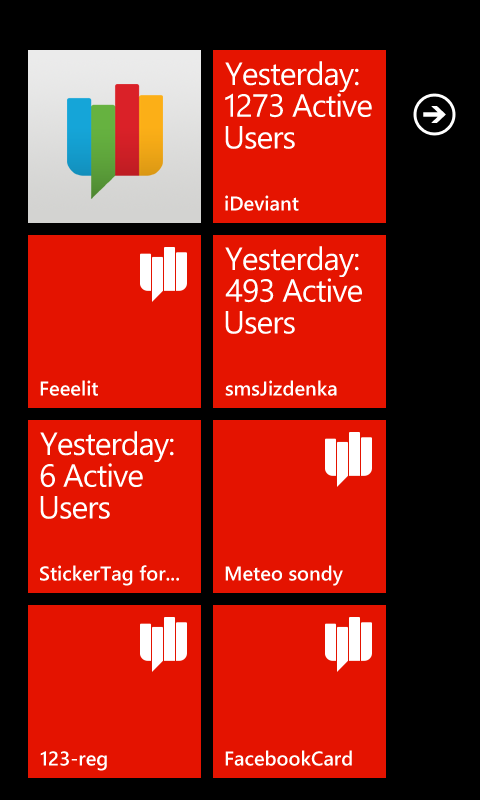 Yesterday:
1273 Active
Users
iDeviant
Feeelit
Yesterday:
493 Active
Users
smsJizdenka
Yesterday:
6 Active
Users
StickerTag for...
Meteo sondy
123-reg
FacebookCard